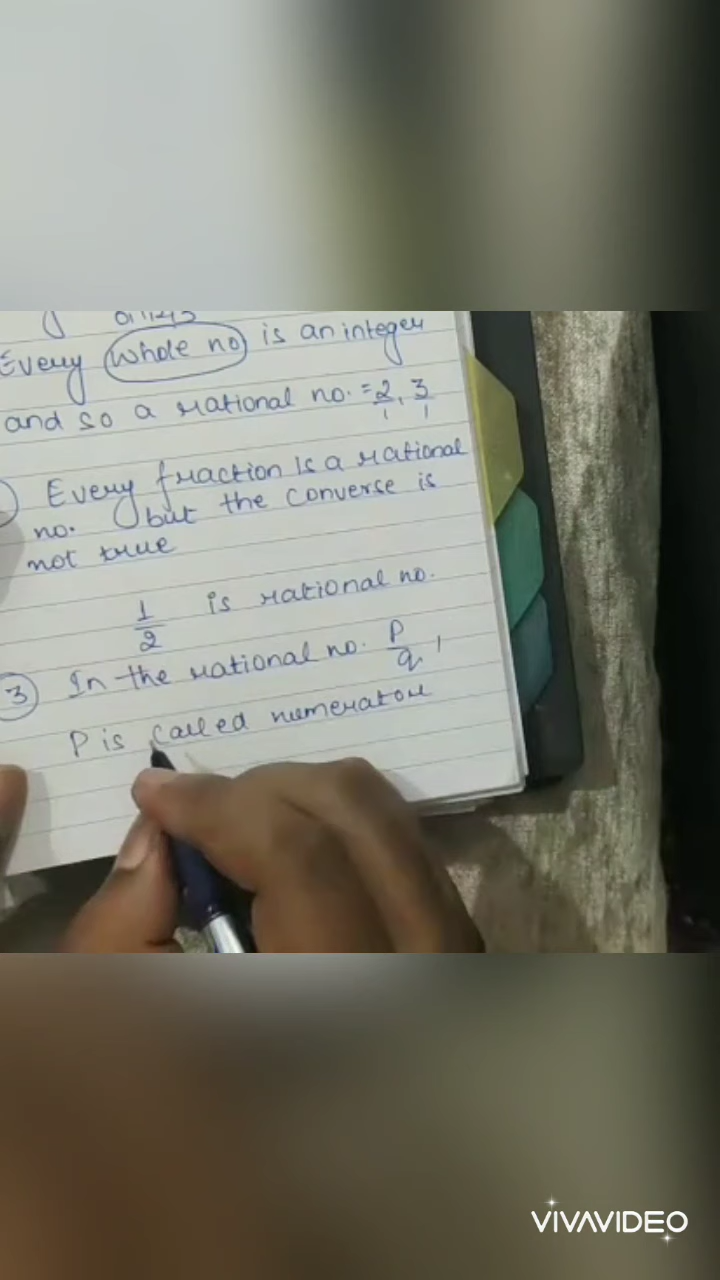 Every whole no is an integer
and so a rational no. = 2/1, 3/1
Every fraction is a rational
no. but the converse is
not true
1/2 is rational no.
3 In the rational no. P/q,
P is called numerator
VIVAVIDEO